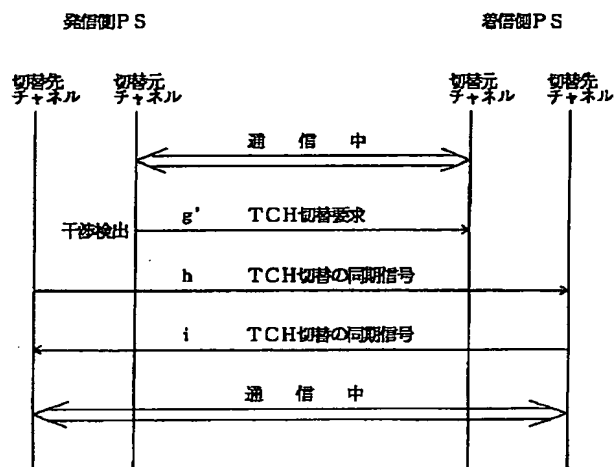 発信側PS
着信側PS
切替先
チャネル
切替元
チャネル
切替元
チャネル
切替先
チャネル
通信中
干渉検出
g' TCH切替要求
h TCH切替の同期信号
i TCH切替の同期信号
通信中